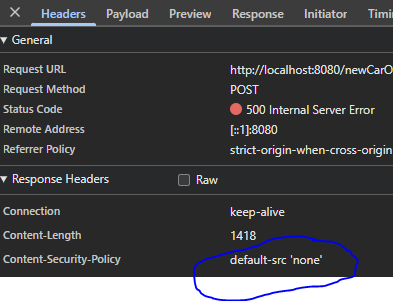 Headers Payload Preview Response Initiator
General
Request URL http://localhost:8080/newCarO
Request Method POST
Status Code 500 Internal Server Error
Remote Address [::1]:8080
Referrer Policy strict-origin-when-cross-origin
Response Headers Raw
Connection keep-alive
Content-Length 1418
Content-Security-Policy default-src 'none'